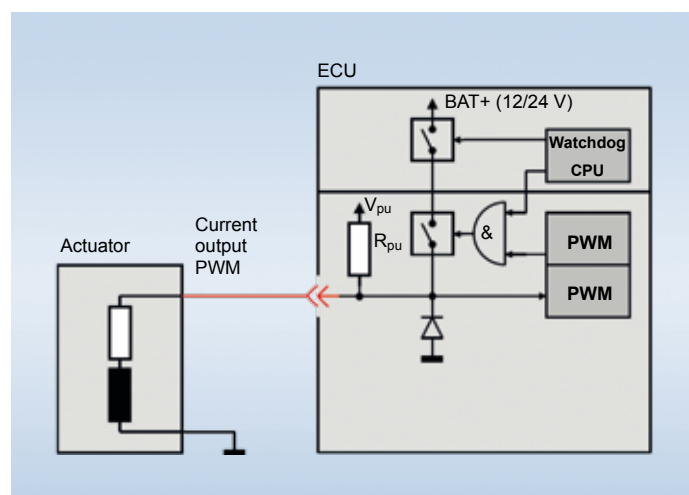 ECU
BAT+ (12/24 V)
Watchdog
CPU
Vpu
Rpu
&
PWM
PWM
Current
output
PWM
Actuator